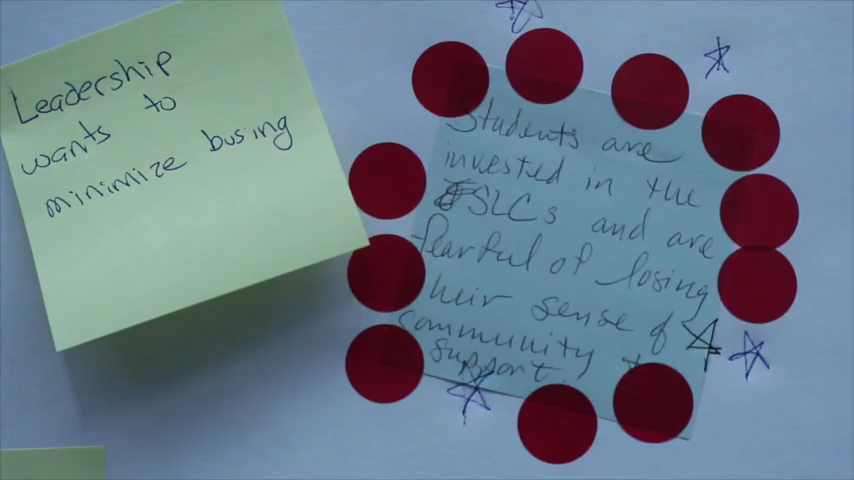 Leadership
wants to
minimize busing
Students are
invested in the
SLCs and are
fearful of losing
their sense of
community +
support.